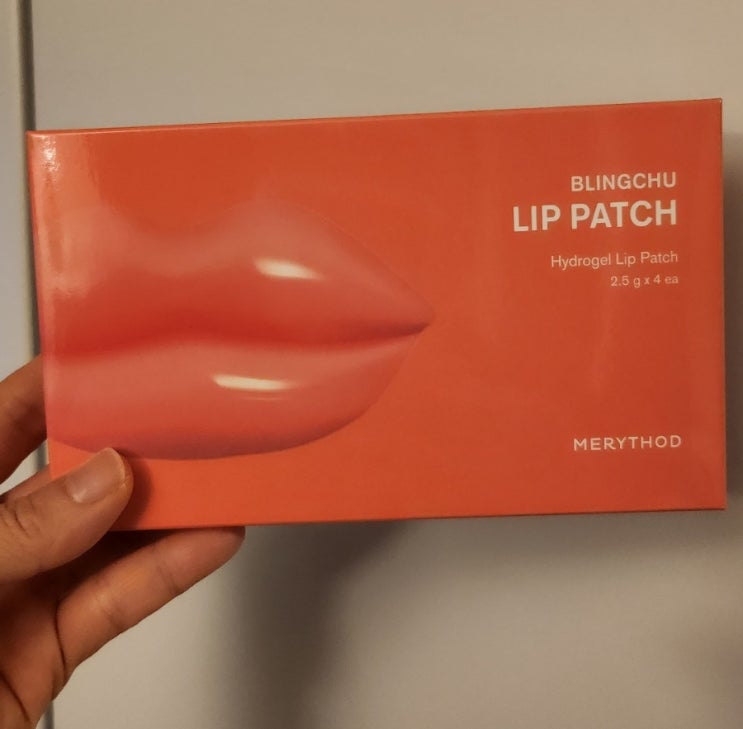 BLINGCHU
LIP PATCH
Hydrogel Lip Patch
2.5 g x 4 ea
MERYTHOD